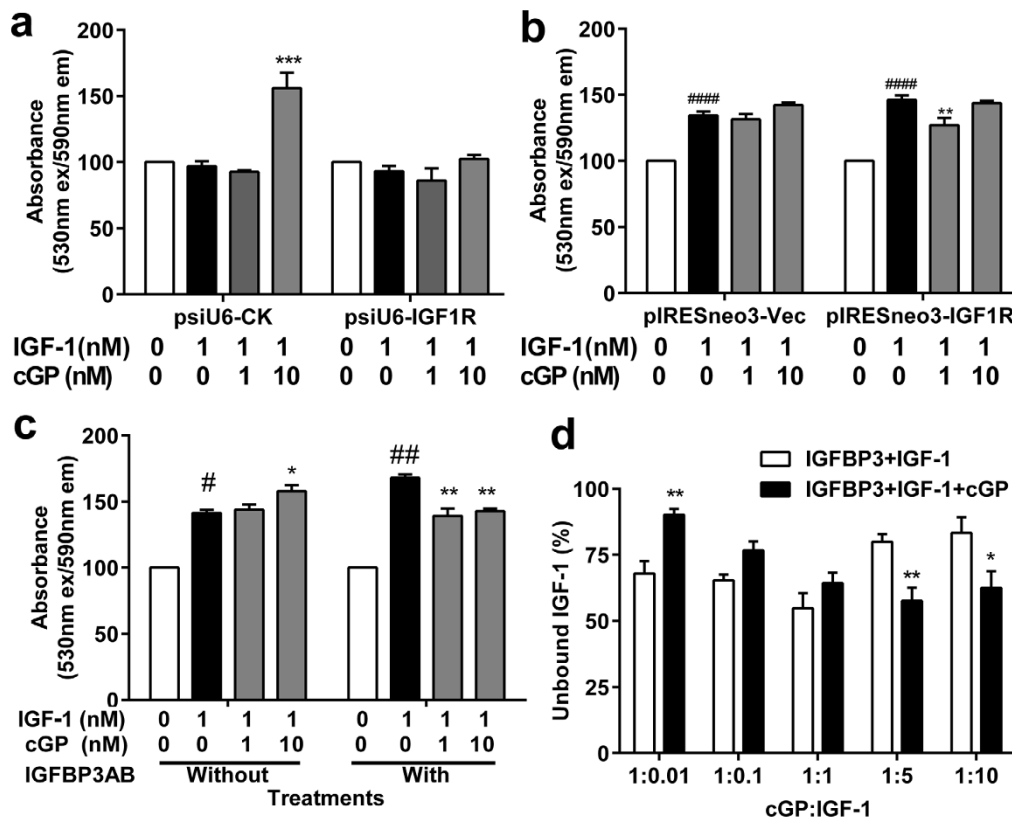 a
Absorbance
(530nm ex/590nm em)
200
150
100
50
0
***
psiU6-CK psiU6-IGF1R
IGF-1(nM) 0 1 1 1 0 1 1 1
cGP (nM) 0 0 1 10 0 0 1 10
b
Absorbance
(530nm ex/590nm em)
200
150
100
50
0
####
####
**
pIRESneo3-Vec pIRESneo3-IGF1R
IGF-1(nM) 0 1 1 1 0 1 1 1
cGP (nM) 0 0 1 10 0 0 1 10
c
Absorbance
(530nm ex/590nm em)
200
150
100
50
0
#
*
##
** **
IGF-1 (nM) 0 1 1 1 0 1 1 1
cGP (nM) 0 0 1 10 0 0 1 10
IGFBP3AB Without With
Treatments
d
IGFBP3+IGF-1
IGFBP3+IGF-1+cGP
Unbound IGF-1 (%)
100
75
50
25
0
**
**
*
1:0.01 1:0.1 1:1 1:5 1:10
cGP:IGF-1